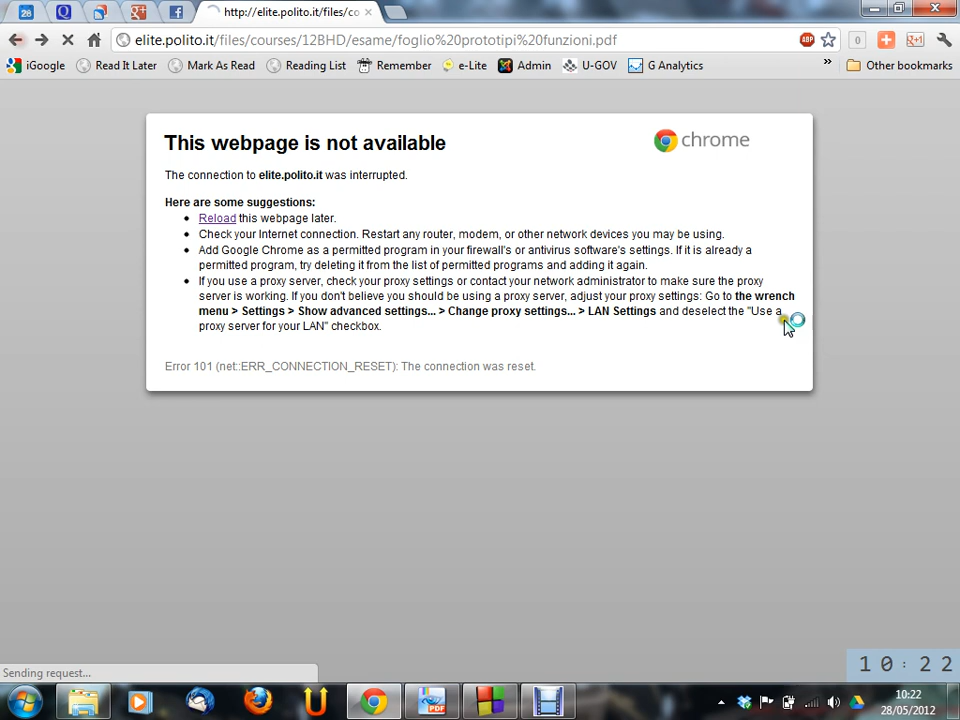 28
http://elite.polito.it/files/co
elite.polito.it/files/courses/12BHD/esame/foglio%20prototipi%20funzioni.pdf
ABP
0
iGoogle
Read It Later
Mark As Read
Reading List
Remember
e-Lite
Admin
U-GOV
G Analytics
»
Other bookmarks
This webpage is not available
chrome
The connection to elite.polito.it was interrupted.
Here are some suggestions:
• Reload this webpage later.
• Check your Internet connection. Restart any router, modem, or other network devices you may be using.
• Add Google Chrome as a permitted program in your firewall's or antivirus software's settings. If it is already a
permitted program, try deleting it from the list of permitted programs and adding it again.
• If you use a proxy server, check your proxy settings or contact your network administrator to make sure the proxy
server is working. If you don't believe you should be using a proxy server, adjust your proxy settings: Go to the wrench
menu > Settings > Show advanced settings... > Change proxy settings... > LAN Settings and deselect the "Use a
proxy server for your LAN" checkbox.
Error 101 (net::ERR_CONNECTION_RESET): The connection was reset.
Sending request...
10:22
PDF
10:22
28/05/2012